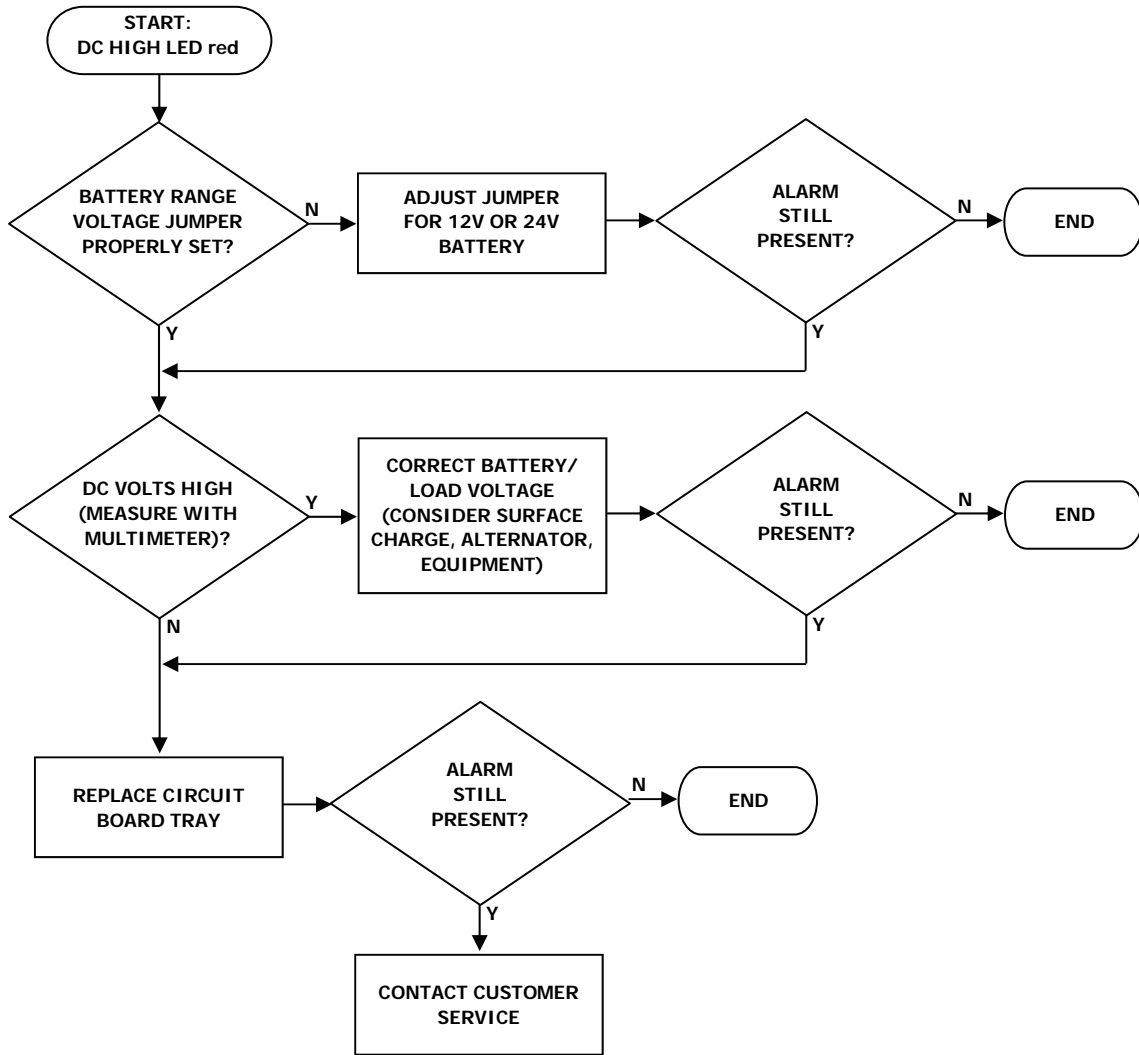 START:
DC HIGH LED red
BATTERY RANGE
VOLTAGE JUMPER
PROPERLY SET?
N
ADJUST JUMPER
FOR 12V OR 24V
BATTERY
ALARM
STILL
PRESENT?
N
END
Y
Y
DC VOLTS HIGH
(MEASURE WITH
MULTIMETER)?
Y
CORRECT BATTERY/
LOAD VOLTAGE
(CONSIDER SURFACE
CHARGE, ALTERNATOR,
EQUIPMENT)
ALARM
STILL
PRESENT?
N
END
N
Y
REPLACE CIRCUIT
BOARD TRAY
ALARM
STILL
PRESENT?
N
END
Y
CONTACT CUSTOMER
SERVICE